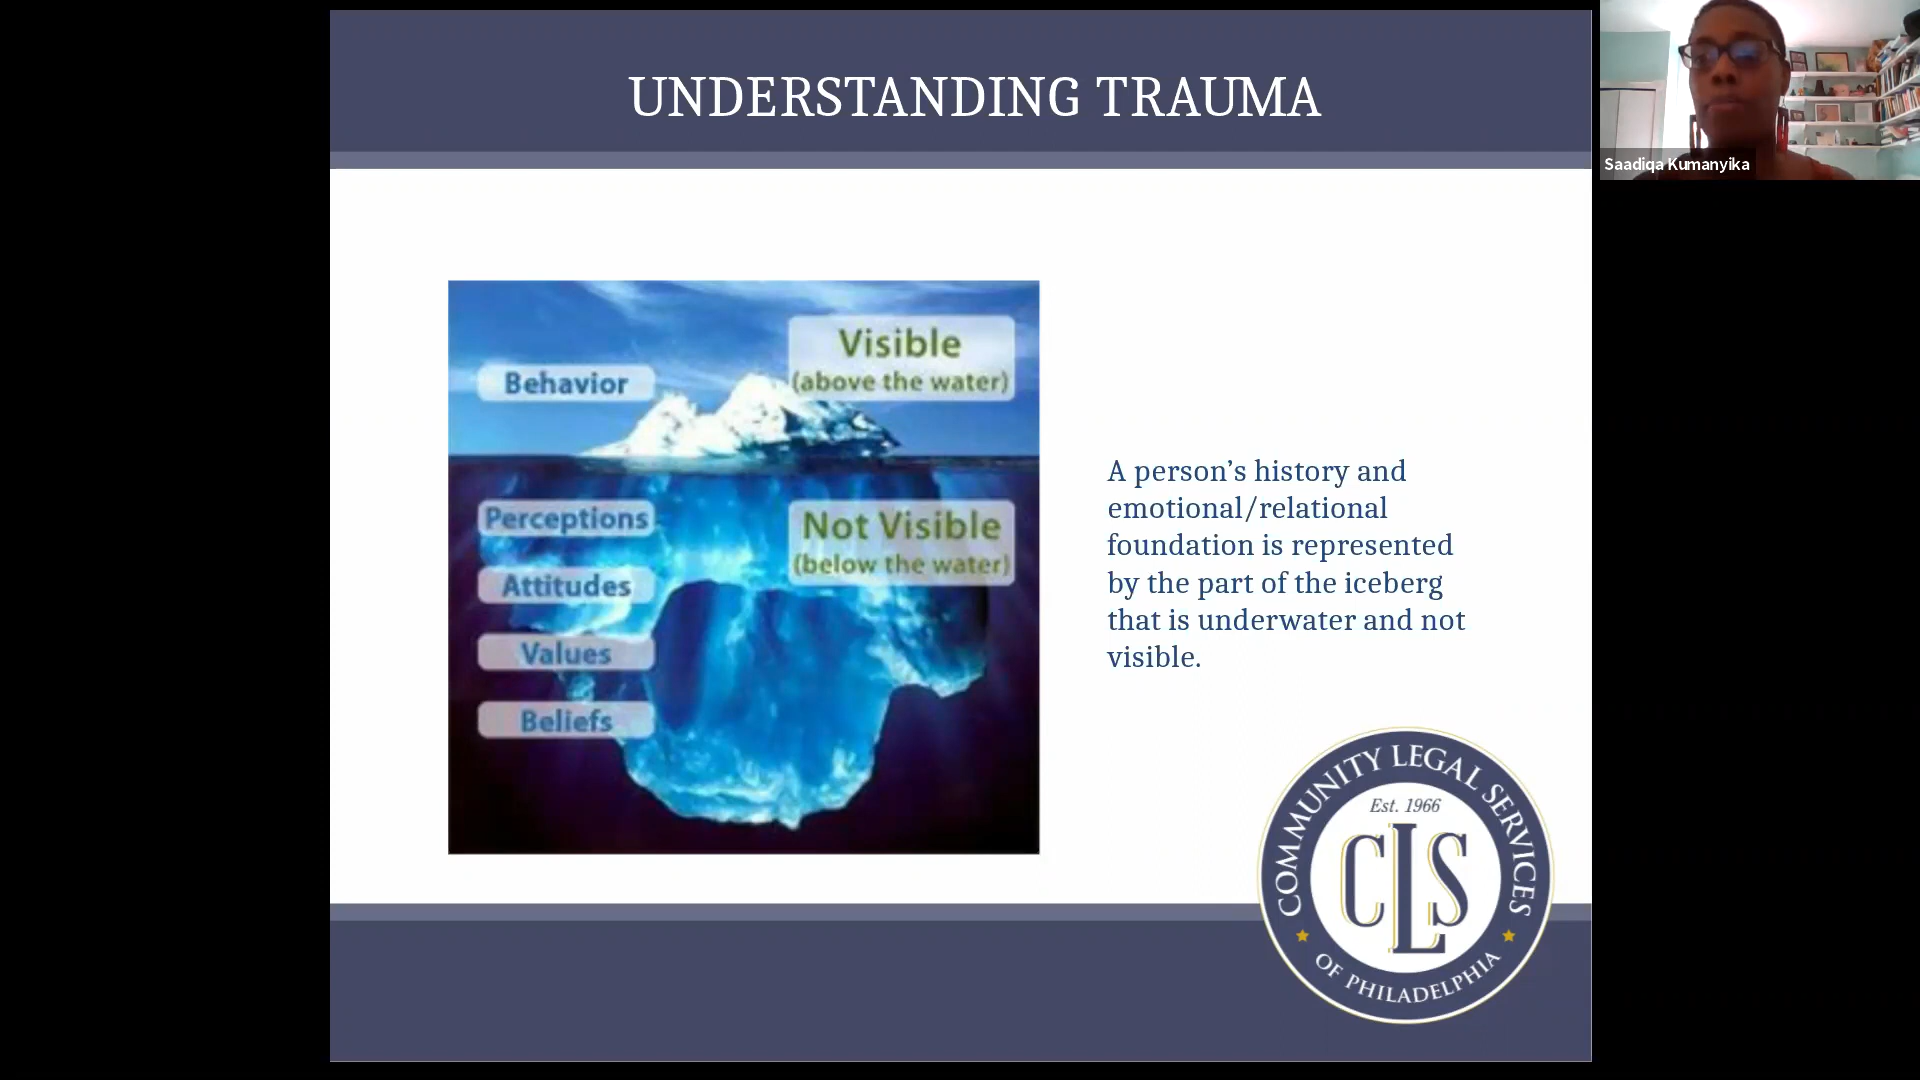 UNDERSTANDING TRAUMA
Saadiqa Kumanyika
Visible
(above the water)
Behavior
Not Visible
(below the water)
Perceptions
Attitudes
Values
Beliefs
A person’s history and
emotional/relational
foundation is represented
by the part of the iceberg
that is underwater and not
visible.
COMMUNITY LEGAL SERVICES
Est. 1966
CLS
OF PHILADELPHIA